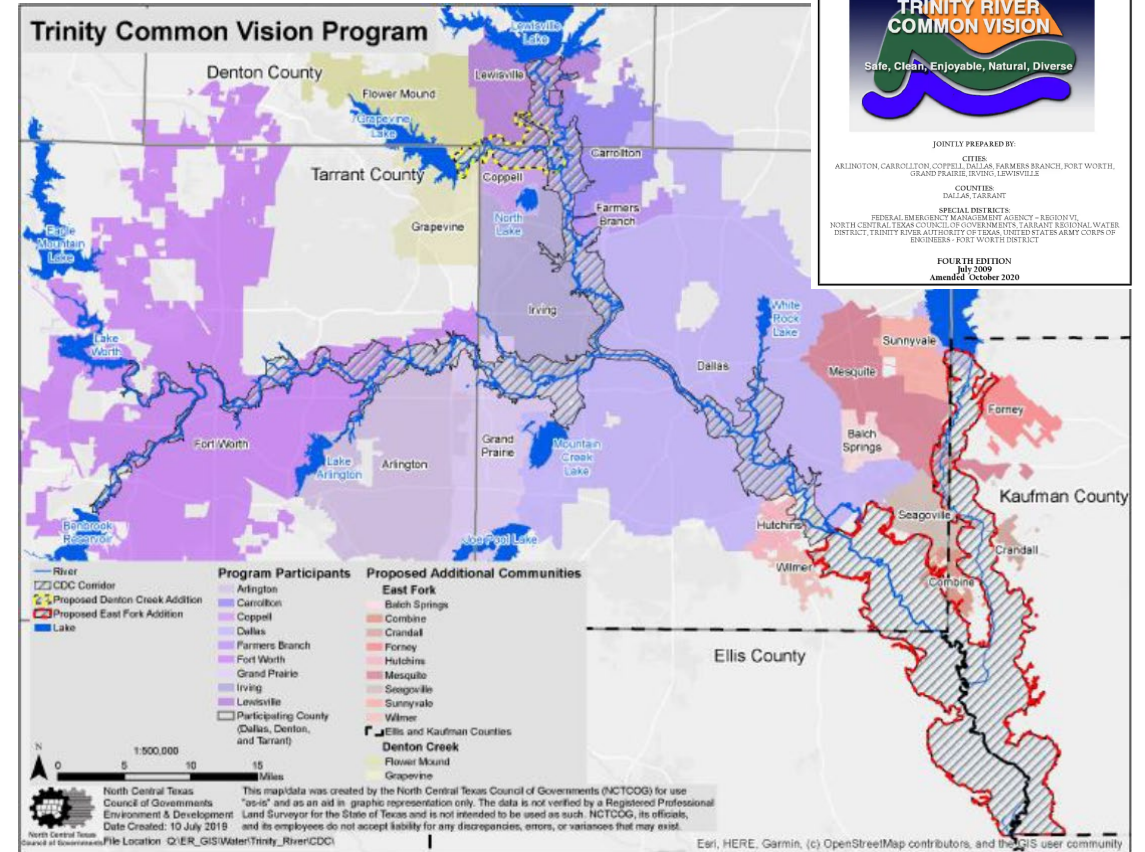 Trinity Common Vision Program
TRINITY RIVER
COMMON VISION
Safe, Clean, Enjoyable, Natural, Diverse
JOINTLY PREPARED BY:
CITIES:
ARLINGTON, CARROLLTON, COPPELL, DALLAS, FARMERS BRANCH, FORT WORTH,
GRAND PRAIRIE, IRVING, LEWISVILLE
COUNTIES:
DALLAS, TARRANT
SPECIAL DISTRICTS:
FEDERAL EMERGENCY MANAGEMENT AGENCY – REGION VI,
NORTH CENTRAL TEXAS COUNCIL OF GOVERNMENTS, TARRANT REGIONAL WATER
DISTRICT, TRINITY RIVER AUTHORITY OF TEXAS, UNITED STATES ARMY CORPS OF
ENGINEERS - FORT WORTH DISTRICT
FOURTH EDITION
July 2009
Amended October 2020
Lewisville
Lake
Denton County
Lewisville
Flower Mound
Grapevine
Lake
Carrollton
Tarrant County
Coppell
Farmers
Branch
North
Lake
Grapevine
Eagle
Mountain
Lake
Irving
White
Rock
Lake
Lake
Worth
Sunnyvale
Dallas
Mesquite
Forney
Fort Worth
Grand
Prairie
Mountain
Creek
Lake
Balch
Springs
Lake
Arlington
Arlington
Kaufman County
Seagoville
Benbrook
Reservoir
Hutchins
Joe Pool Lake
Crandall
Wilmer
Combine
Ellis County
River
CDC Corridor
Proposed Denton Creek Addition
Proposed East Fork Addition
Lake
Program Participants
Arlington
Carrollton
Coppell
Dallas
Farmers Branch
Fort Worth
Grand Prairie
Irving
Lewisville
Participating County
(Dallas, Denton,
and Tarrant)
Proposed Additional Communities
East Fork
Balch Springs
Combine
Crandall
Forney
Hutchins
Mesquite
Seagoville
Sunnyvale
Wilmer
Ellis and Kaufman Counties
Denton Creek
Flower Mound
Grapevine
N
1:500,000
0 5 10 15
Miles
North Central Texas
Council of Governments
Environment & Development
Date Created: 10 July 2019
File Location Q:\ER_GIS\Water\Trinity_River\CDC\
North Central Texas
Council of Governments
This map/data was created by the North Central Texas Council of Governments (NCTCOG) for use
"as-is" and as an aid in graphic representation only. The data is not verified by a Registered Professional
Land Surveyor for the State of Texas and is not intended to be used as such. NCTCOG, its officials,
and its employees do not accept liability for any discrepancies, errors, or variances that may exist.
Esri, HERE, Garmin, (c) OpenStreetMap contributors, and the GIS user community